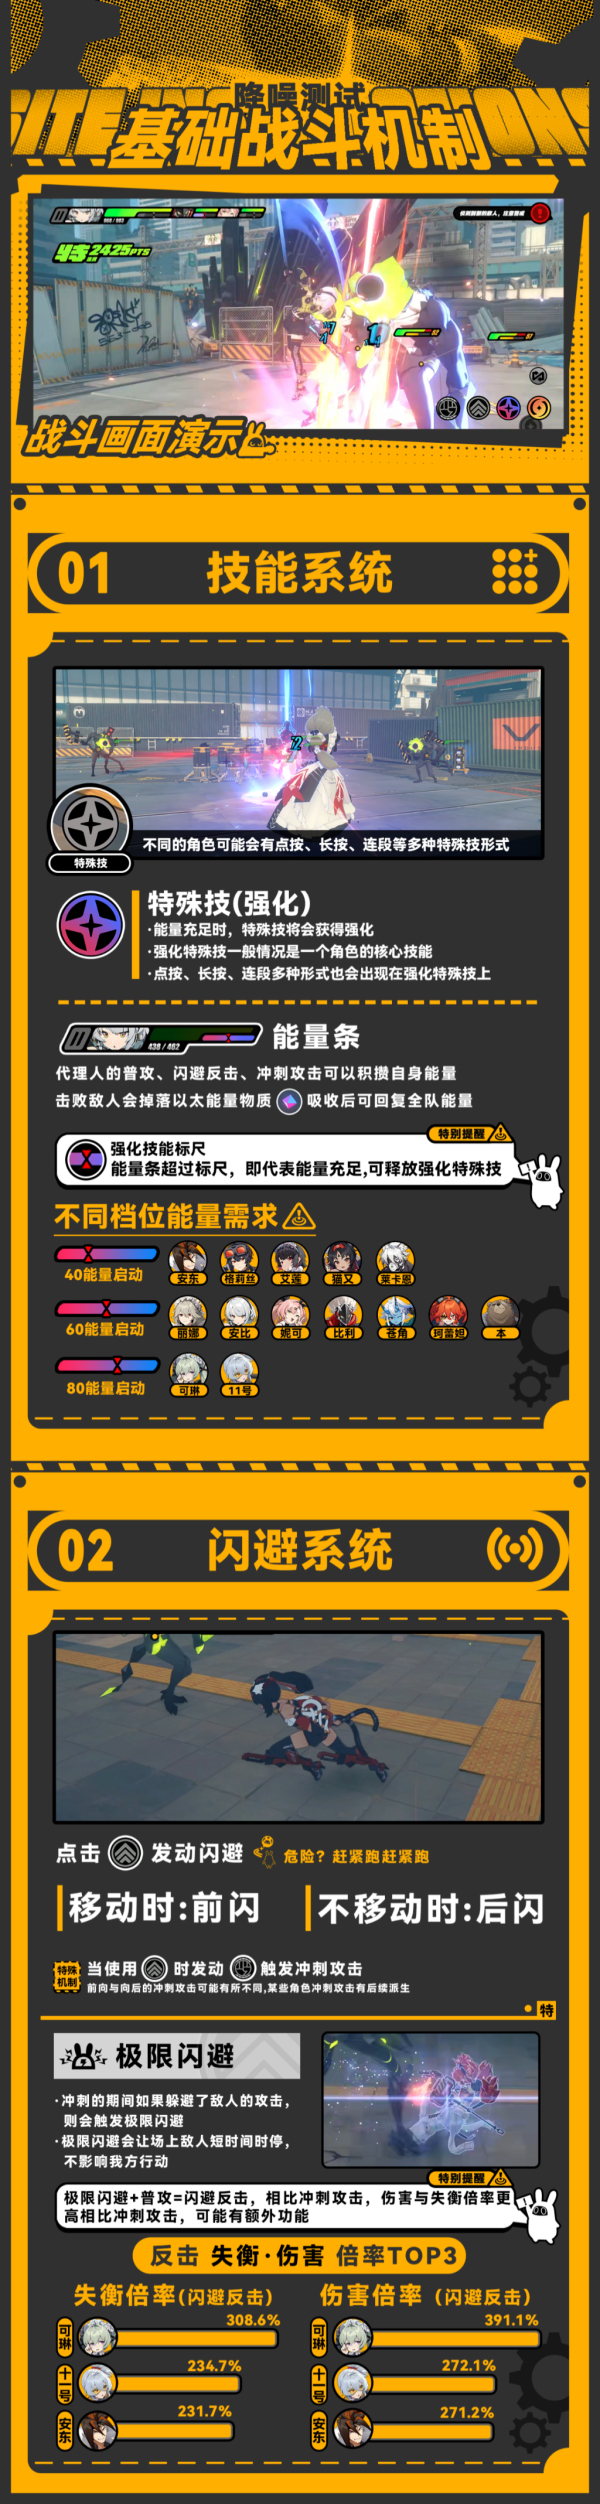 降噪测试
基础战斗机制
2425PTS
战斗画面演示
01
技能系统
不同的角色可能会有点按、长按、连段等多种特殊技形式
特殊技
特殊技(强化)
·能量充足时，特殊技将会获得强化
·强化特殊技一般情况是一个角色的核心技能
·点按、长按、连段多种形式也会出现在强化特殊技上
438 / 462
能量条
代理人的普攻、闪避反击、冲刺攻击可以积攒自身能量
击败敌人会掉落以太能量物质 吸收后可回复全队能量
特别提醒
强化技能标尺
能量条超过标尺，即代表能量充足,可释放强化特殊技
不同档位能量需求
40能量启动
安东 格莉丝 艾莲 猫又 莱卡恩
60能量启动
丽娜 安比 妮可 比利 苍角 珂蕾妲 本
80能量启动
可琳 11号
02
闪避系统
点击 发动闪避 危险？赶紧跑赶紧跑
移动时:前闪 不移动时:后闪
特殊机制
当使用 时发动 触发冲刺攻击
前向与向后的冲刺攻击可能有所不同,某些角色冲刺攻击有后续派生
特
极限闪避
·冲刺的期间如果躲避了敌人的攻击，
则会触发极限闪避
·极限闪避会让场上敌人短时间时停，
不影响我方行动
特别提醒
极限闪避+普攻=闪避反击，相比冲刺攻击，伤害与失衡倍率更
高相比冲刺攻击，可能有额外功能
反击 失衡·伤害 倍率TOP3
失衡倍率(闪避反击) 伤害倍率（闪避反击）
可琳 308.6% 可琳 391.1%
十一号 234.7% 十一号 272.1%
安东 231.7% 安东 271.2%